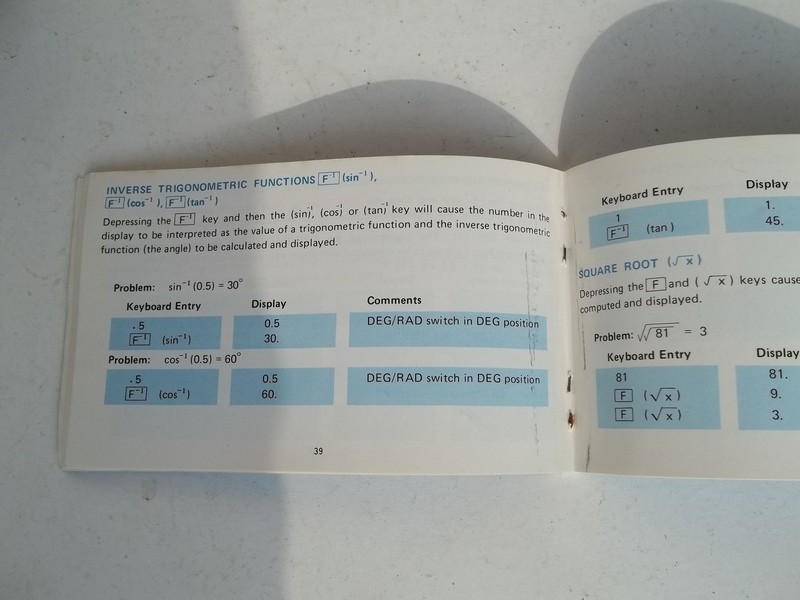 INVERSE TRIGONOMETRIC FUNCTIONS F⁻¹ (sin⁻¹),
F⁻¹ (cos⁻¹), F⁻¹ (tan⁻¹)
Depressing the F⁻¹ key and then the (sin)⁻¹, (cos)⁻¹ or (tan)⁻¹ key will cause the number in the
display to be interpreted as the value of a trigonometric function and the inverse trigonometric
function (the angle) to be calculated and displayed.
Problem: sin⁻¹ (0.5) = 30°
Keyboard Entry Display Comments
.5 0.5 DEG/RAD switch in DEG position
F⁻¹ (sin⁻¹) 30.
Problem: cos⁻¹ (0.5) = 60°
.5 0.5 DEG/RAD switch in DEG position
F⁻¹ (cos⁻¹) 60.
39
Keyboard Entry Display
1 1.
F⁻¹ (tan) 45.
SQUARE ROOT (√x)
Depressing the F and (√x) keys cause
computed and displayed.
Problem: √√81 = 3
Keyboard Entry Display
81 81.
F (√x) 9.
F (√x) 3.